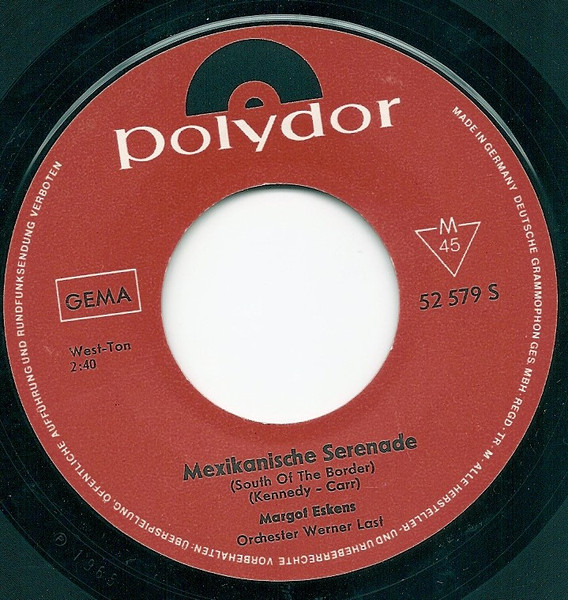 polydor
M
45
52 579 S
GEMA
West-Ton
2:40
Mexikanische Serenade
(South Of The Border)
(Kennedy - Carr)
Margot Eskens
Orchester Werner Last
MADE IN GERMANY DEUTSCHE GRAMMOPHON GES. MBH · REGD · TR · M. ALLE HERSTELLER- UND URHEBERRECHTE VORBEHALTEN · ÜBERSPIELUNG, ÖFFENTLICHE AUFFÜHRUNG UND RUNDFUNKSENDUNG VERBOTEN